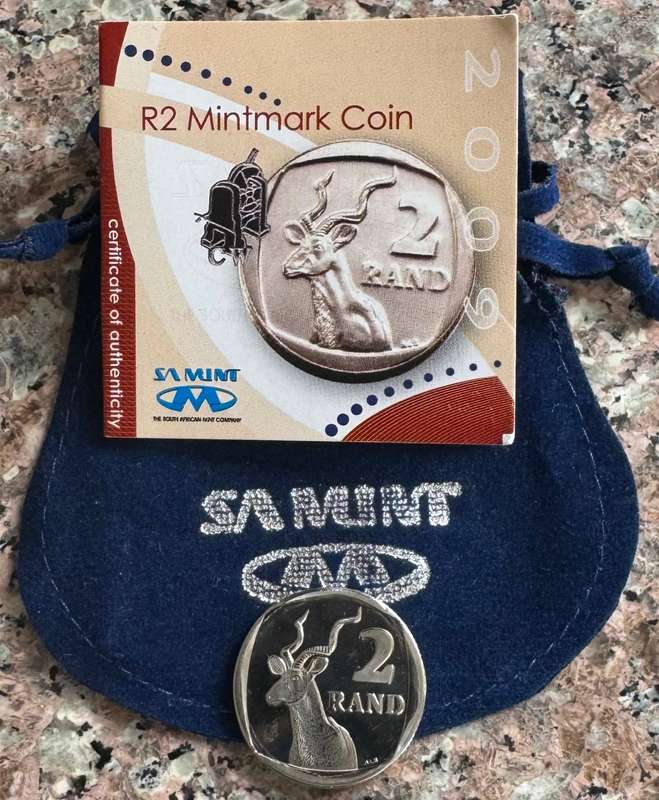 R2 Mintmark Coin
2009
2
RAND
certificate of authenticity
SA MINT
THE SOUTH AFRICAN MINT COMPANY
SA MINT
2
RAND
ALS